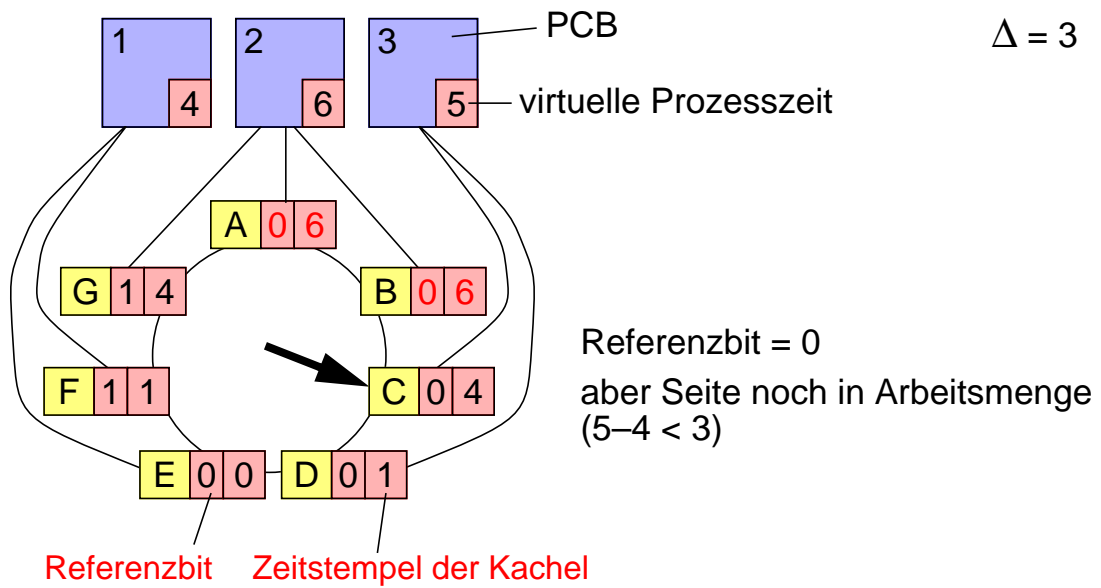 1 2 3 PCB Δ = 3
4 6 5 virtuelle Prozesszeit
A 0 6
G 1 4 B 0 6
Referenzbit = 0
F 1 1 C 0 4 aber Seite noch in Arbeitsmenge
(5–4 < 3)
E 0 0 D 0 1
Referenzbit Zeitstempel der Kachel